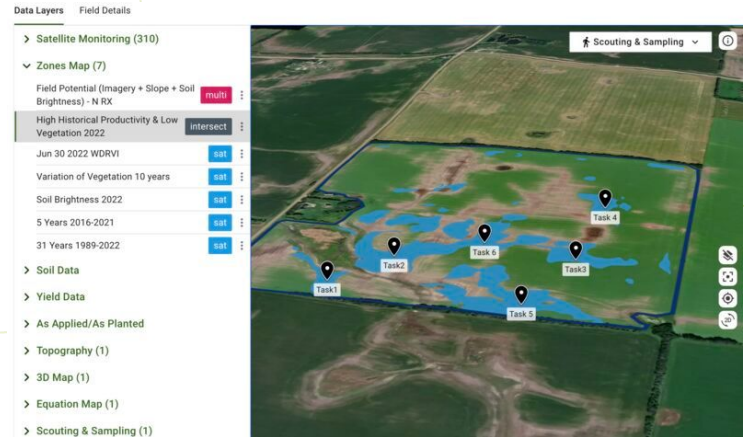 Data Layers Field Details
Satellite Monitoring (310)
Zones Map (7)
Field Potential (Imagery + Slope + Soil
Brightness) - N RX
multi
High Historical Productivity & Low
Vegetation 2022
intersect
Jun 30 2022 WDRVI sat
Variation of Vegetation 10 years sat
Soil Brightness 2022 sat
5 Years 2016-2021 sat
31 Years 1989-2022 sat
Soil Data
Yield Data
As Applied/As Planted
Topography (1)
3D Map (1)
Equation Map (1)
Scouting & Sampling (1)
Scouting & Sampling
Task 4
Task 6
Task2
Task3
Task1
Task 5
2D